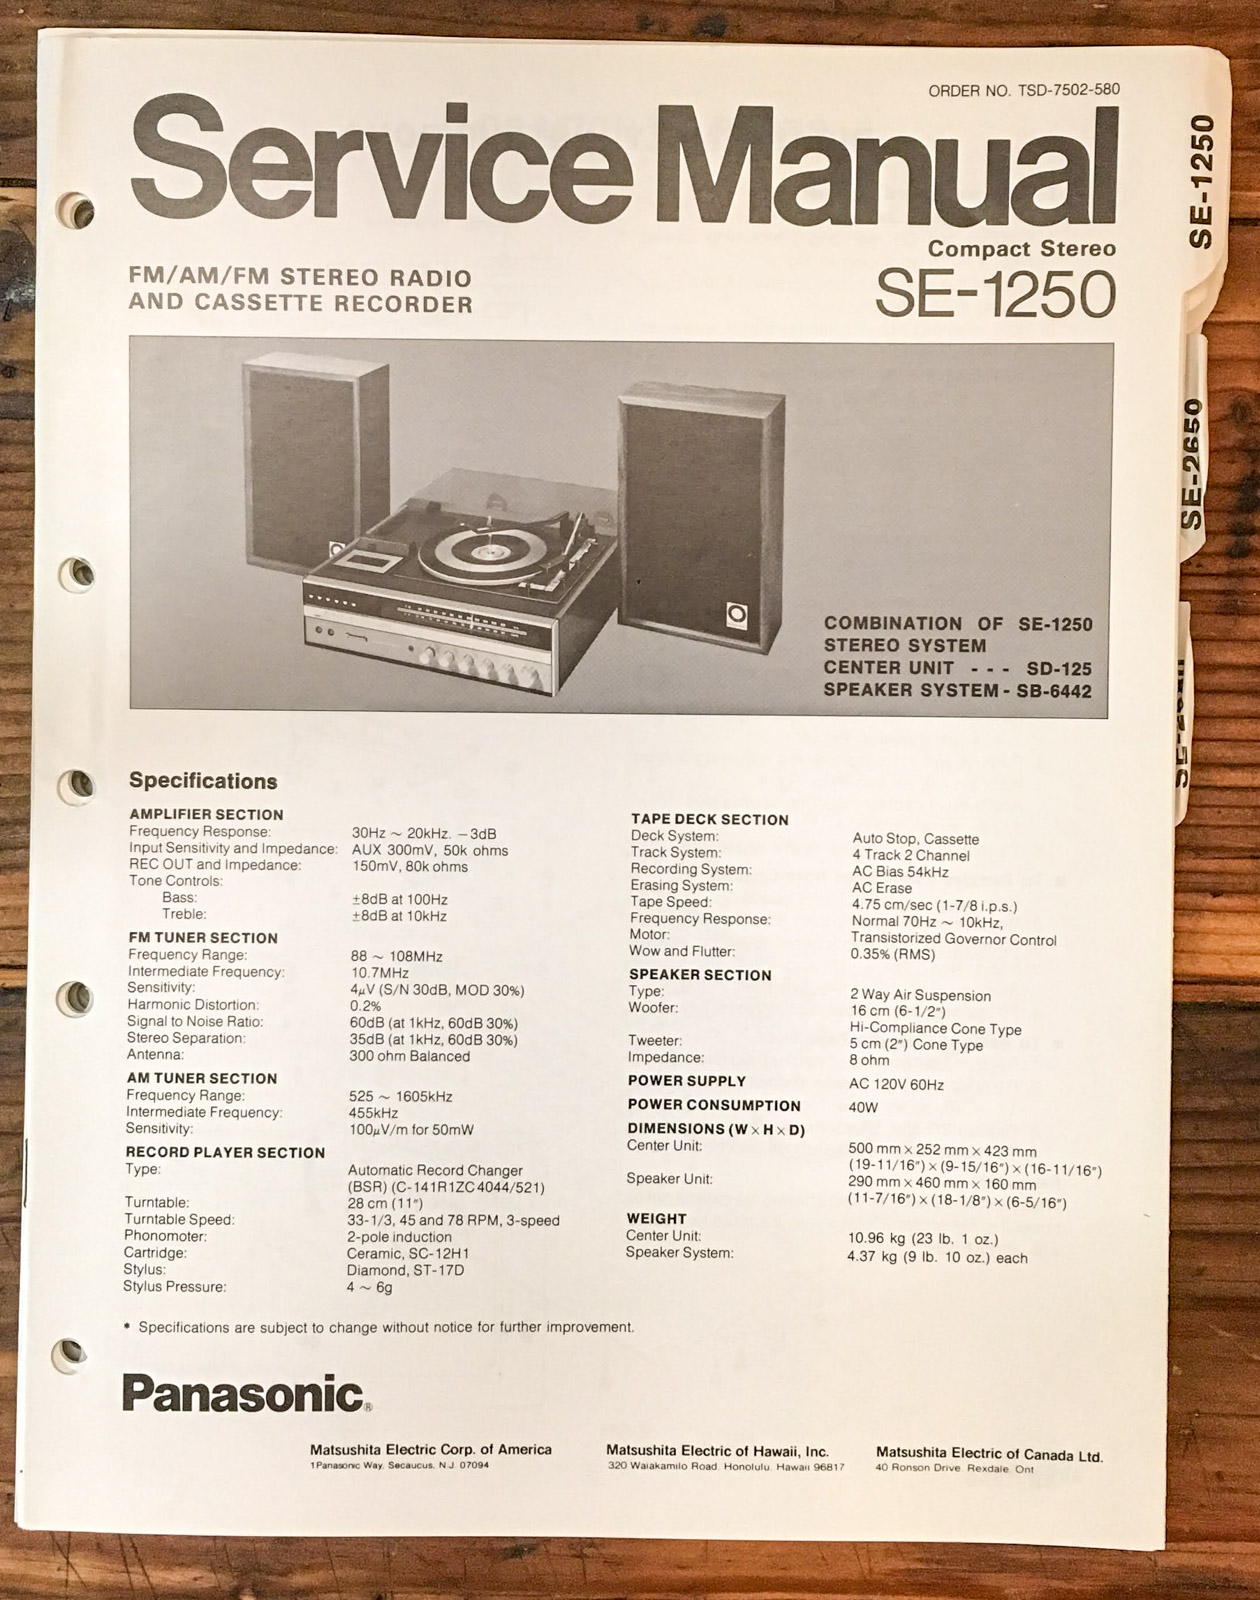 ORDER NO. TSD-7502-580
Service Manual
Compact Stereo
FM/AM/FM STEREO RADIO
AND CASSETTE RECORDER
SE-1250
COMBINATION OF SE-1250
STEREO SYSTEM
CENTER UNIT - - - SD-125
SPEAKER SYSTEM - SB-6442
Specifications
AMPLIFIER SECTION
Frequency Response: 30Hz ~ 20kHz. −3dB
Input Sensitivity and Impedance: AUX 300mV, 50k ohms
REC OUT and Impedance: 150mV, 80k ohms
Tone Controls:
Bass: ±8dB at 100Hz
Treble: ±8dB at 10kHz
FM TUNER SECTION
Frequency Range: 88 ~ 108MHz
Intermediate Frequency: 10.7MHz
Sensitivity: 4μV (S/N 30dB, MOD 30%)
Harmonic Distortion: 0.2%
Signal to Noise Ratio: 60dB (at 1kHz, 60dB 30%)
Stereo Separation: 35dB (at 1kHz, 60dB 30%)
Antenna: 300 ohm Balanced
AM TUNER SECTION
Frequency Range: 525 ~ 1605kHz
Intermediate Frequency: 455kHz
Sensitivity: 100μV/m for 50mW
RECORD PLAYER SECTION
Type: Automatic Record Changer
(BSR) (C-141R1ZC4044/521)
Turntable: 28 cm (11")
Turntable Speed: 33-1/3, 45 and 78 RPM, 3-speed
Phonomoter: 2-pole induction
Cartridge: Ceramic, SC-12H1
Stylus: Diamond, ST-17D
Stylus Pressure: 4 ~ 6g
TAPE DECK SECTION
Deck System: Auto Stop, Cassette
Track System: 4 Track 2 Channel
Recording System: AC Bias 54kHz
Erasing System: AC Erase
Tape Speed: 4.75 cm/sec (1-7/8 i.p.s.)
Frequency Response: Normal 70Hz ~ 10kHz,
Motor: Transistorized Governor Control
Wow and Flutter: 0.35% (RMS)
SPEAKER SECTION
Type: 2 Way Air Suspension
Woofer: 16 cm (6-1/2")
Hi-Compliance Cone Type
Tweeter: 5 cm (2") Cone Type
Impedance: 8 ohm
POWER SUPPLY AC 120V 60Hz
POWER CONSUMPTION 40W
DIMENSIONS (W × H × D)
Center Unit: 500 mm × 252 mm × 423 mm
(19-11/16") × (9-15/16") × (16-11/16")
Speaker Unit: 290 mm × 460 mm × 160 mm
(11-7/16") × (18-1/8") × (6-5/16")
WEIGHT
Center Unit: 10.96 kg (23 lb. 1 oz.)
Speaker System: 4.37 kg (9 lb. 10 oz.) each
* Specifications are subject to change without notice for further improvement.
Panasonic®
Matsushita Electric Corp. of America
1 Panasonic Way, Secaucus, N.J. 07094
Matsushita Electric of Hawaii, Inc.
320 Waiakamilo Road, Honolulu, Hawaii 96817
Matsushita Electric of Canada Ltd.
40 Ronson Drive, Rexdale, Ont
SE-1250
SE-2650